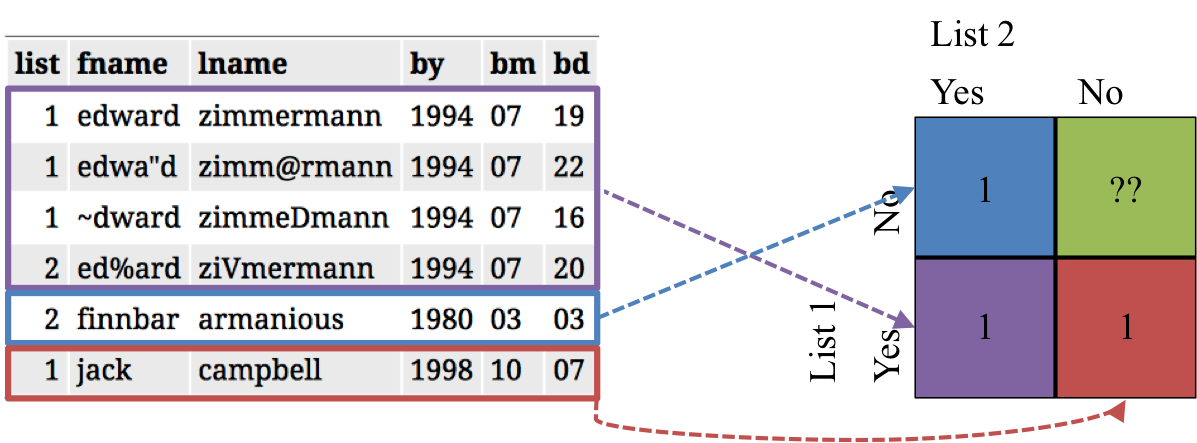 list fname lname by bm bd
1 edward zimmermann 1994 07 19
1 edwa"d zimm@rmann 1994 07 22
1 ~dward zimmeDmann 1994 07 16
2 ed%ard ziVmermann 1994 07 20
2 finnbar armanious 1980 03 03
1 jack campbell 1998 10 07
List 2
Yes No
List 1
No
1 ??
Yes
1 1